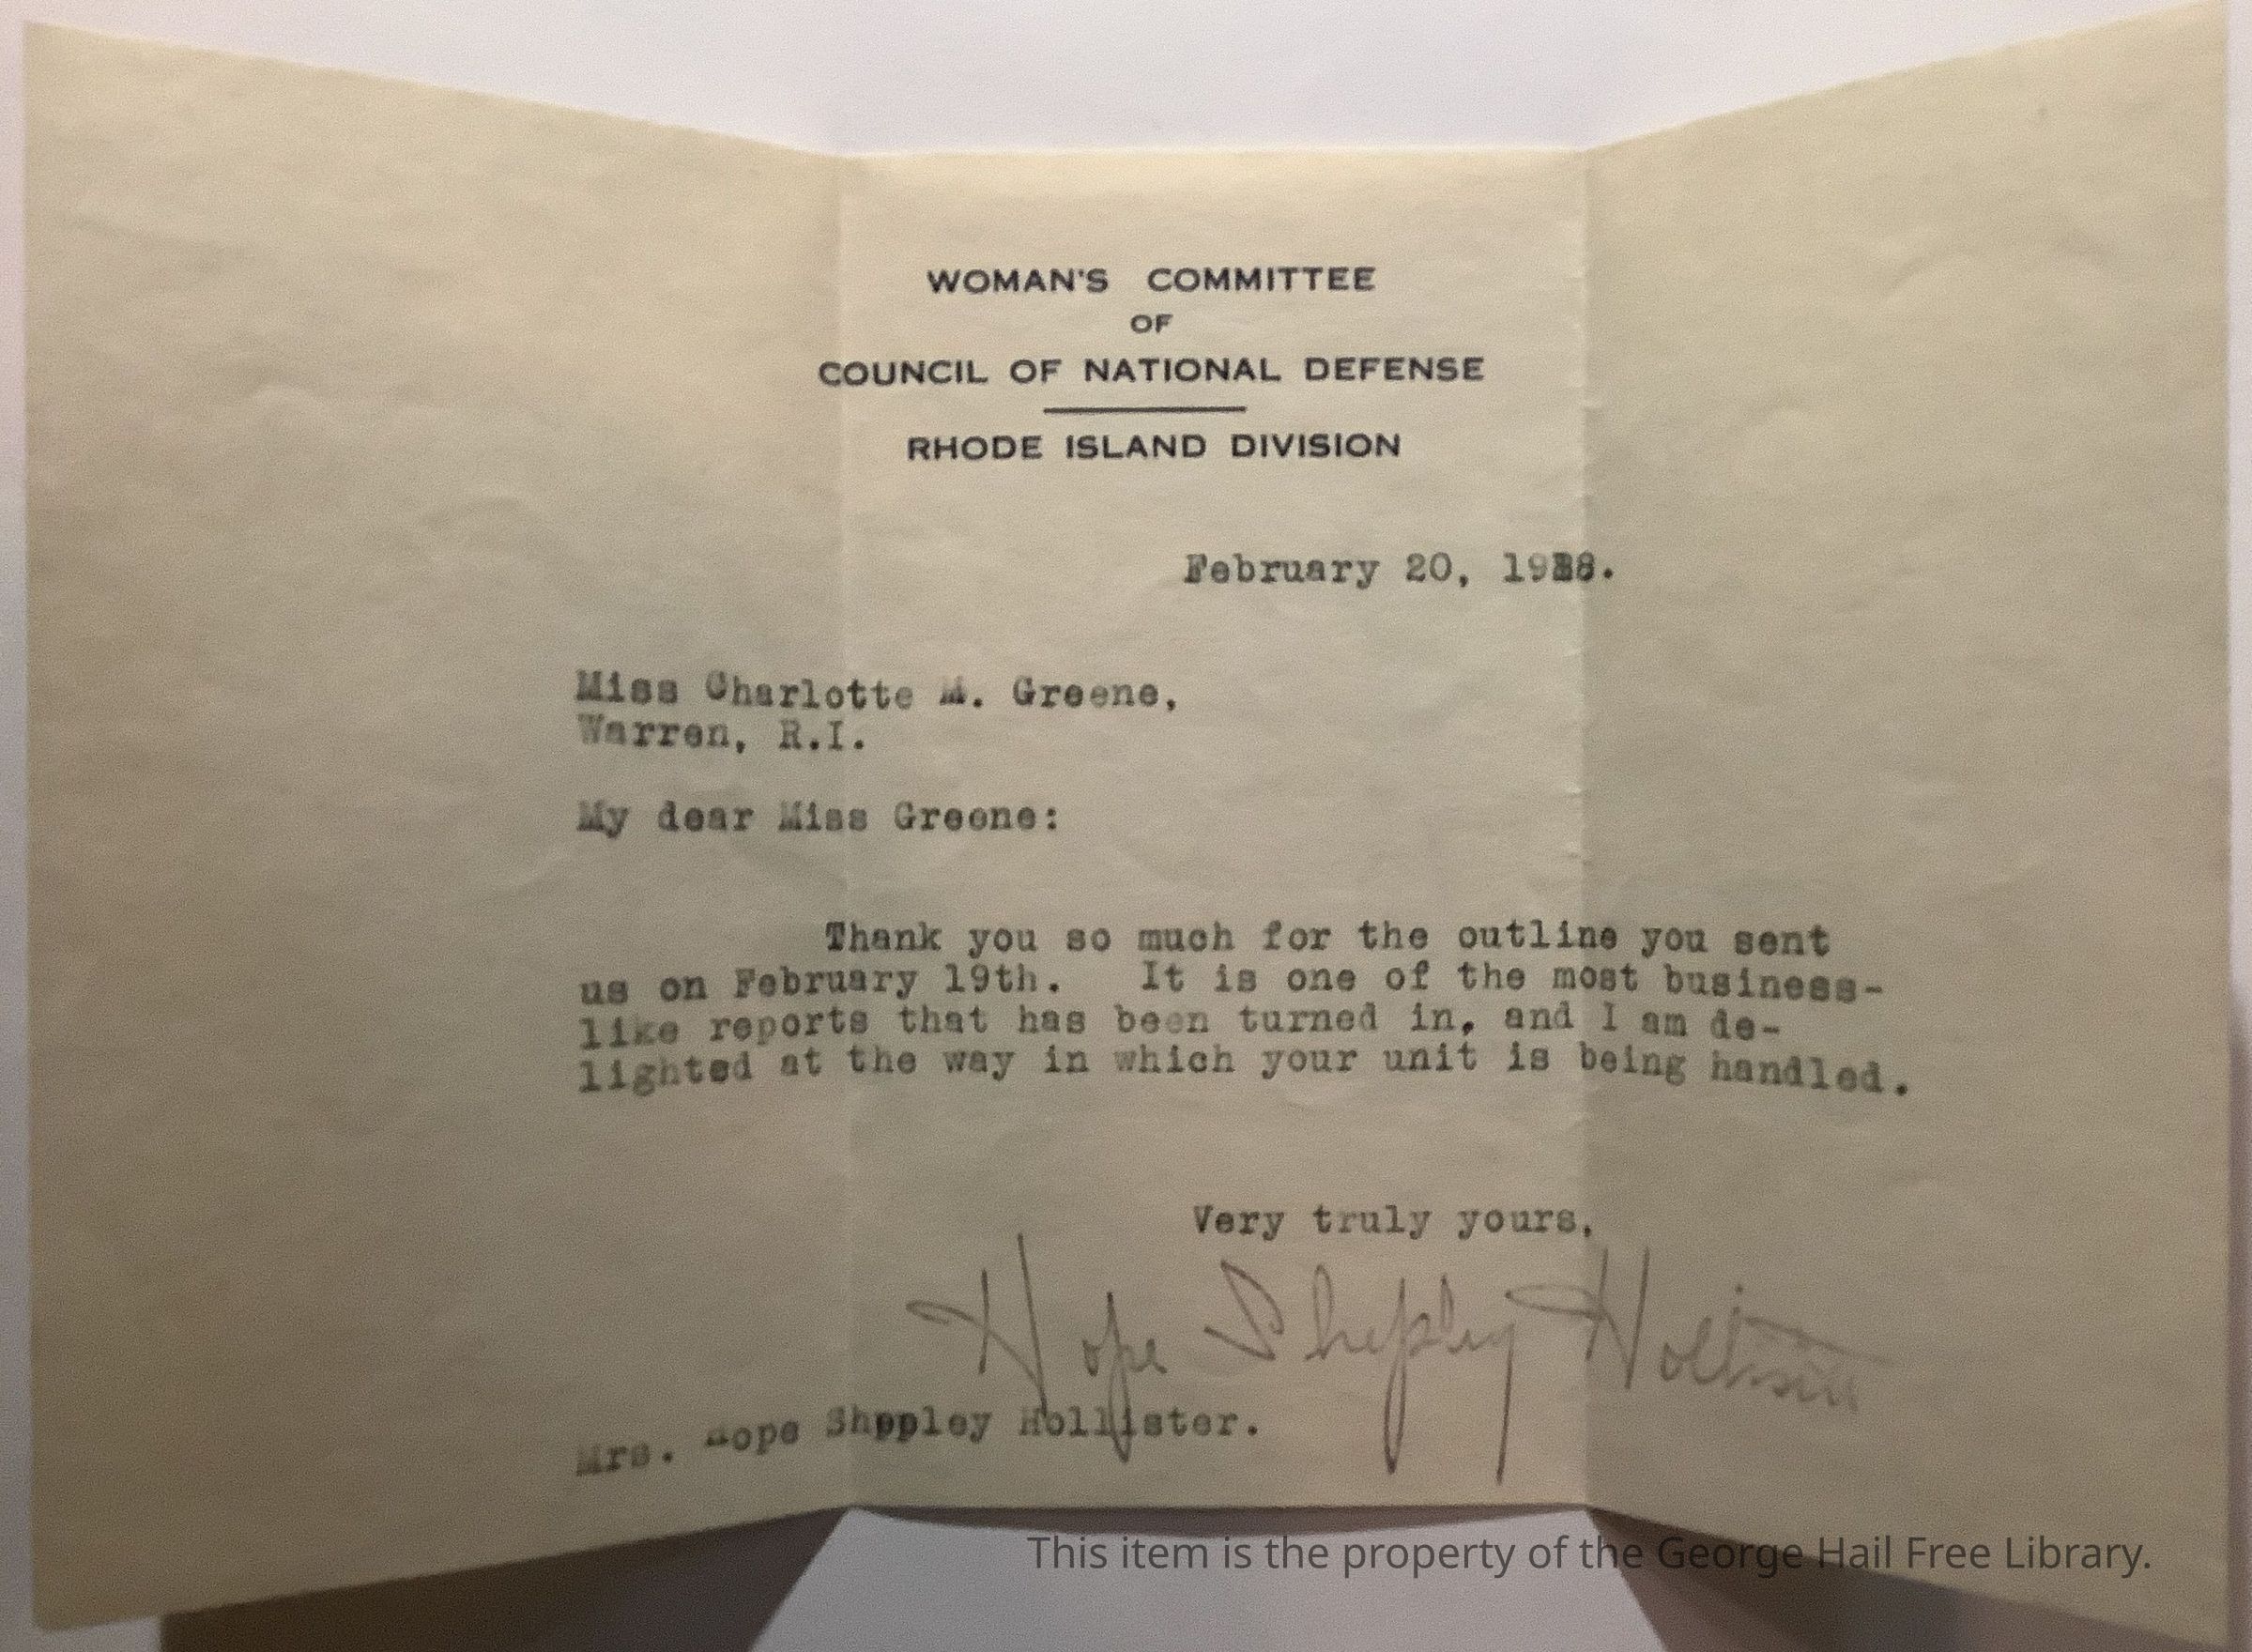 WOMAN'S COMMITTEE
OF
COUNCIL OF NATIONAL DEFENSE
RHODE ISLAND DIVISION
February 20, 1918.
Miss Charlotte M. Greene,
Warren, R.I.
My dear Miss Greene:
Thank you so much for the outline you sent
us on February 19th. It is one of the most business-
like reports that has been turned in, and I am de-
lighted at the way in which your unit is being handled.
Very truly yours,
Hope Shepley Hollister
Mrs. Hope Shepley Hollister.
This item is the property of the George Hail Free Library.